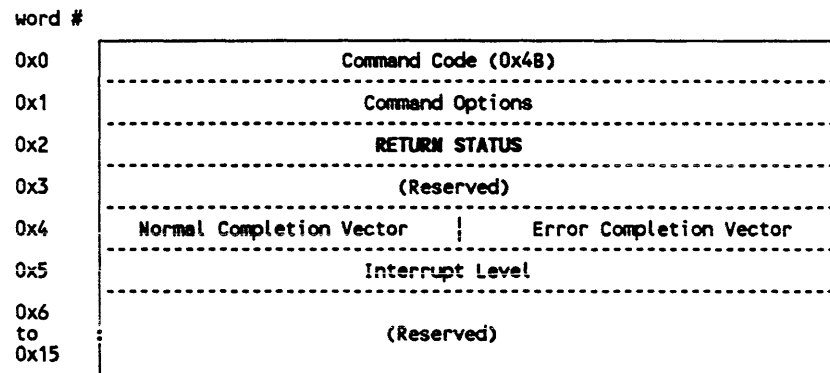 word #
0x0 Command Code (0x4B)
0x1 Command Options
0x2 RETURN STATUS
0x3 (Reserved)
0x4 Normal Completion Vector Error Completion Vector
0x5 Interrupt Level
0x6
to (Reserved)
0x15